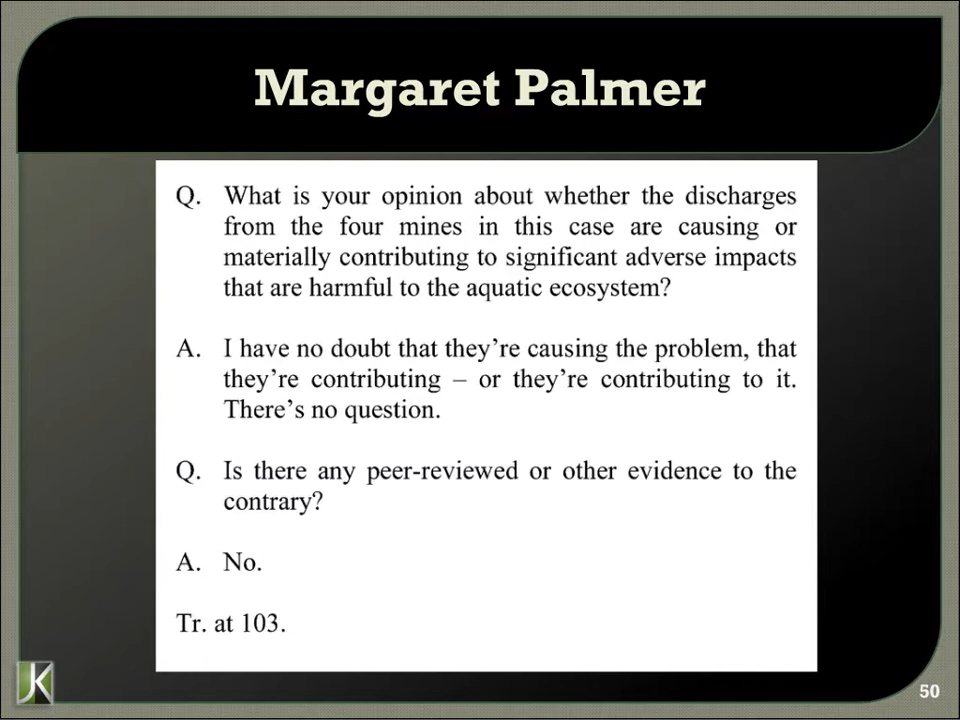 Margaret Palmer
Q. What is your opinion about whether the discharges
from the four mines in this case are causing or
materially contributing to significant adverse impacts
that are harmful to the aquatic ecosystem?
A. I have no doubt that they're causing the problem, that
they're contributing – or they're contributing to it.
There's no question.
Q. Is there any peer-reviewed or other evidence to the
contrary?
A. No.
Tr. at 103.
JK
50